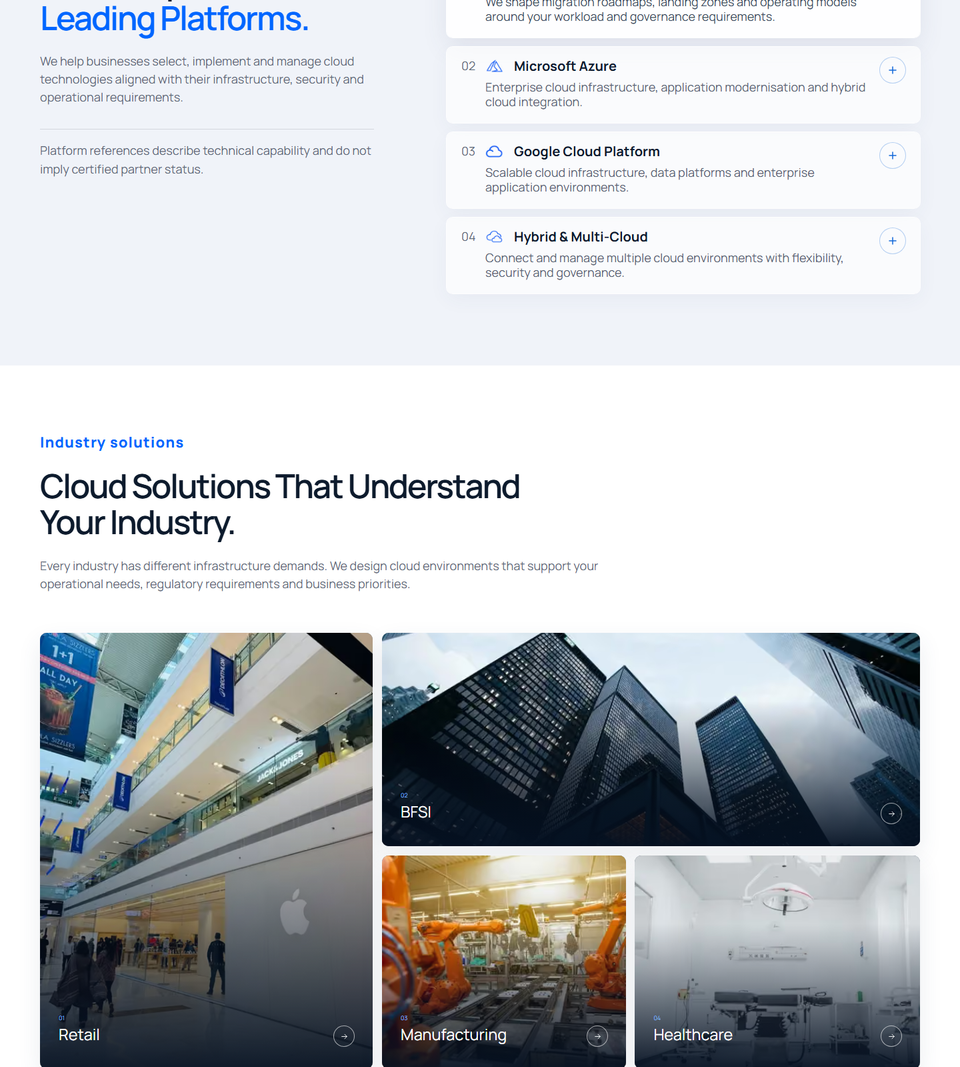 Leading Platforms.
We help businesses select, implement and manage cloud
technologies aligned with their infrastructure, security and
operational requirements.
Platform references describe technical capability and do not
imply certified partner status.
We shape migration roadmaps, landing zones and operating models
around your workload and governance requirements.
02 Microsoft Azure
Enterprise cloud infrastructure, application modernisation and hybrid
cloud integration.
03 Google Cloud Platform
Scalable cloud infrastructure, data platforms and enterprise
application environments.
04 Hybrid & Multi-Cloud
Connect and manage multiple cloud environments with flexibility,
security and governance.
Industry solutions
Cloud Solutions That Understand
Your Industry.
Every industry has different infrastructure demands. We design cloud environments that support your
operational needs, regulatory requirements and business priorities.
1+1
ALL DAY
JACK & JONES
01
Retail
02
BFSI
03
Manufacturing
04
Healthcare